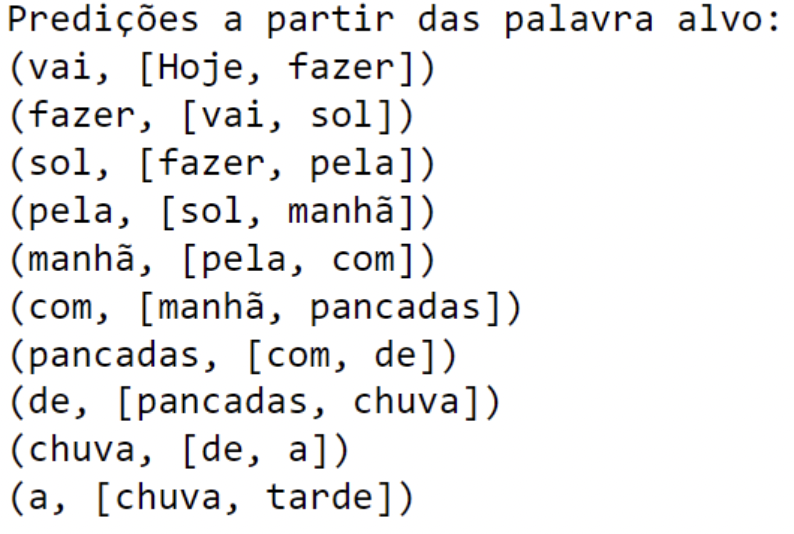 Predições a partir das palavra alvo:
(vai, [Hoje, fazer])
(fazer, [vai, sol])
(sol, [fazer, pela])
(pela, [sol, manhã])
(manhã, [pela, com])
(com, [manhã, pancadas])
(pancadas, [com, de])
(de, [pancadas, chuva])
(chuva, [de, a])
(a, [chuva, tarde])